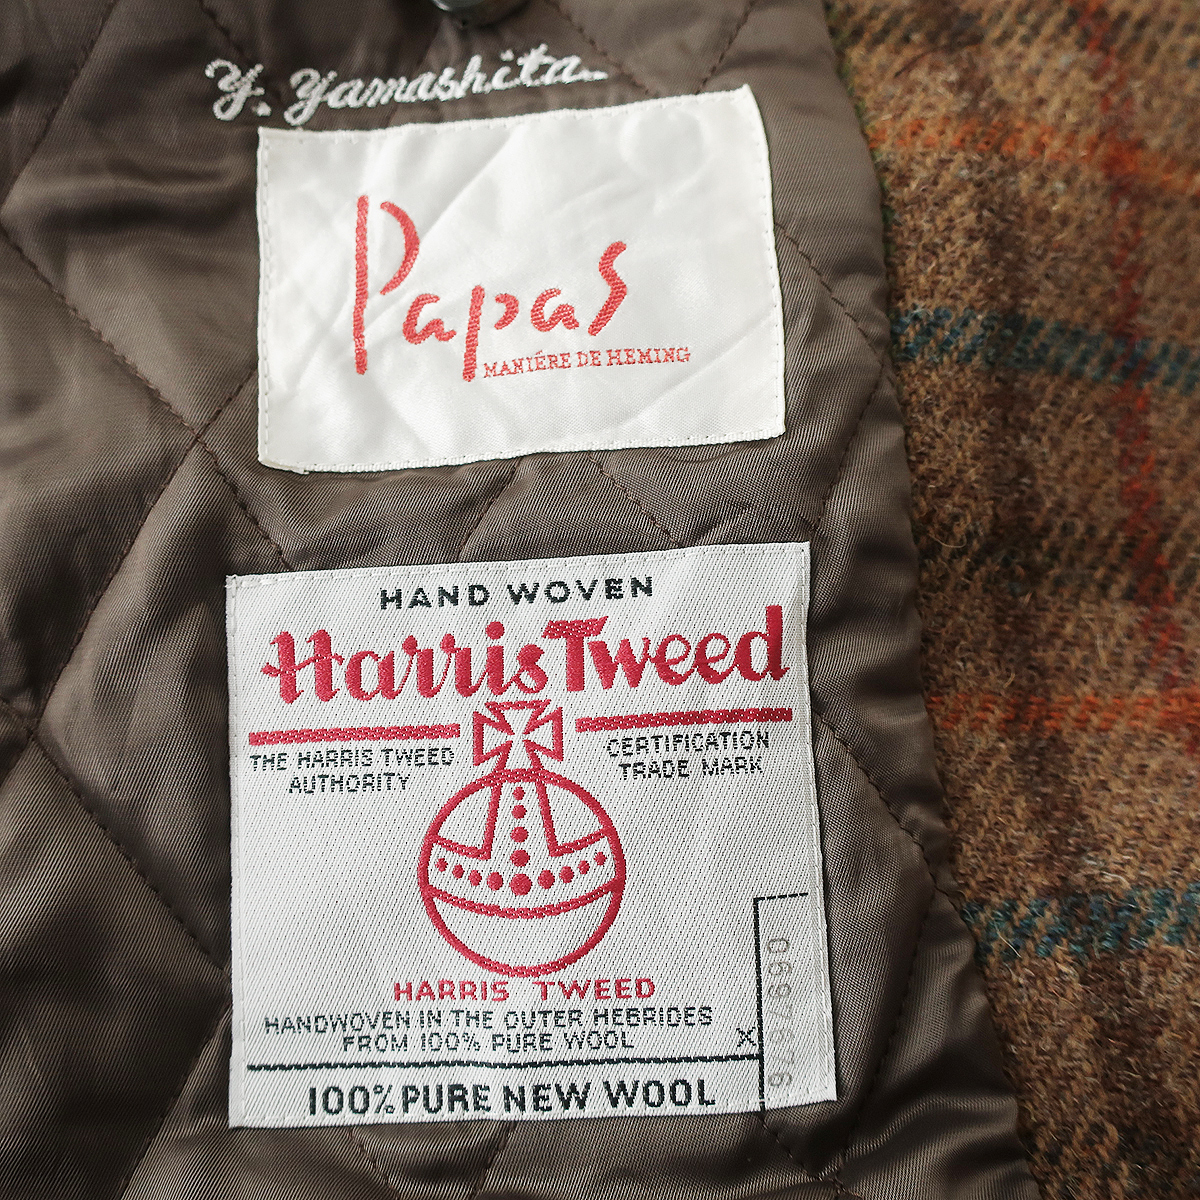 y. yamashita
Papas
MANIÉRE DE HEMING
HAND WOVEN
Harris Tweed
THE HARRIS TWEED
AUTHORITY
CERTIFICATION
TRADE MARK
HARRIS TWEED
HANDWOVEN IN THE OUTER HEBRIDES
FROM 100% PURE WOOL
X
100% PURE NEW WOOL